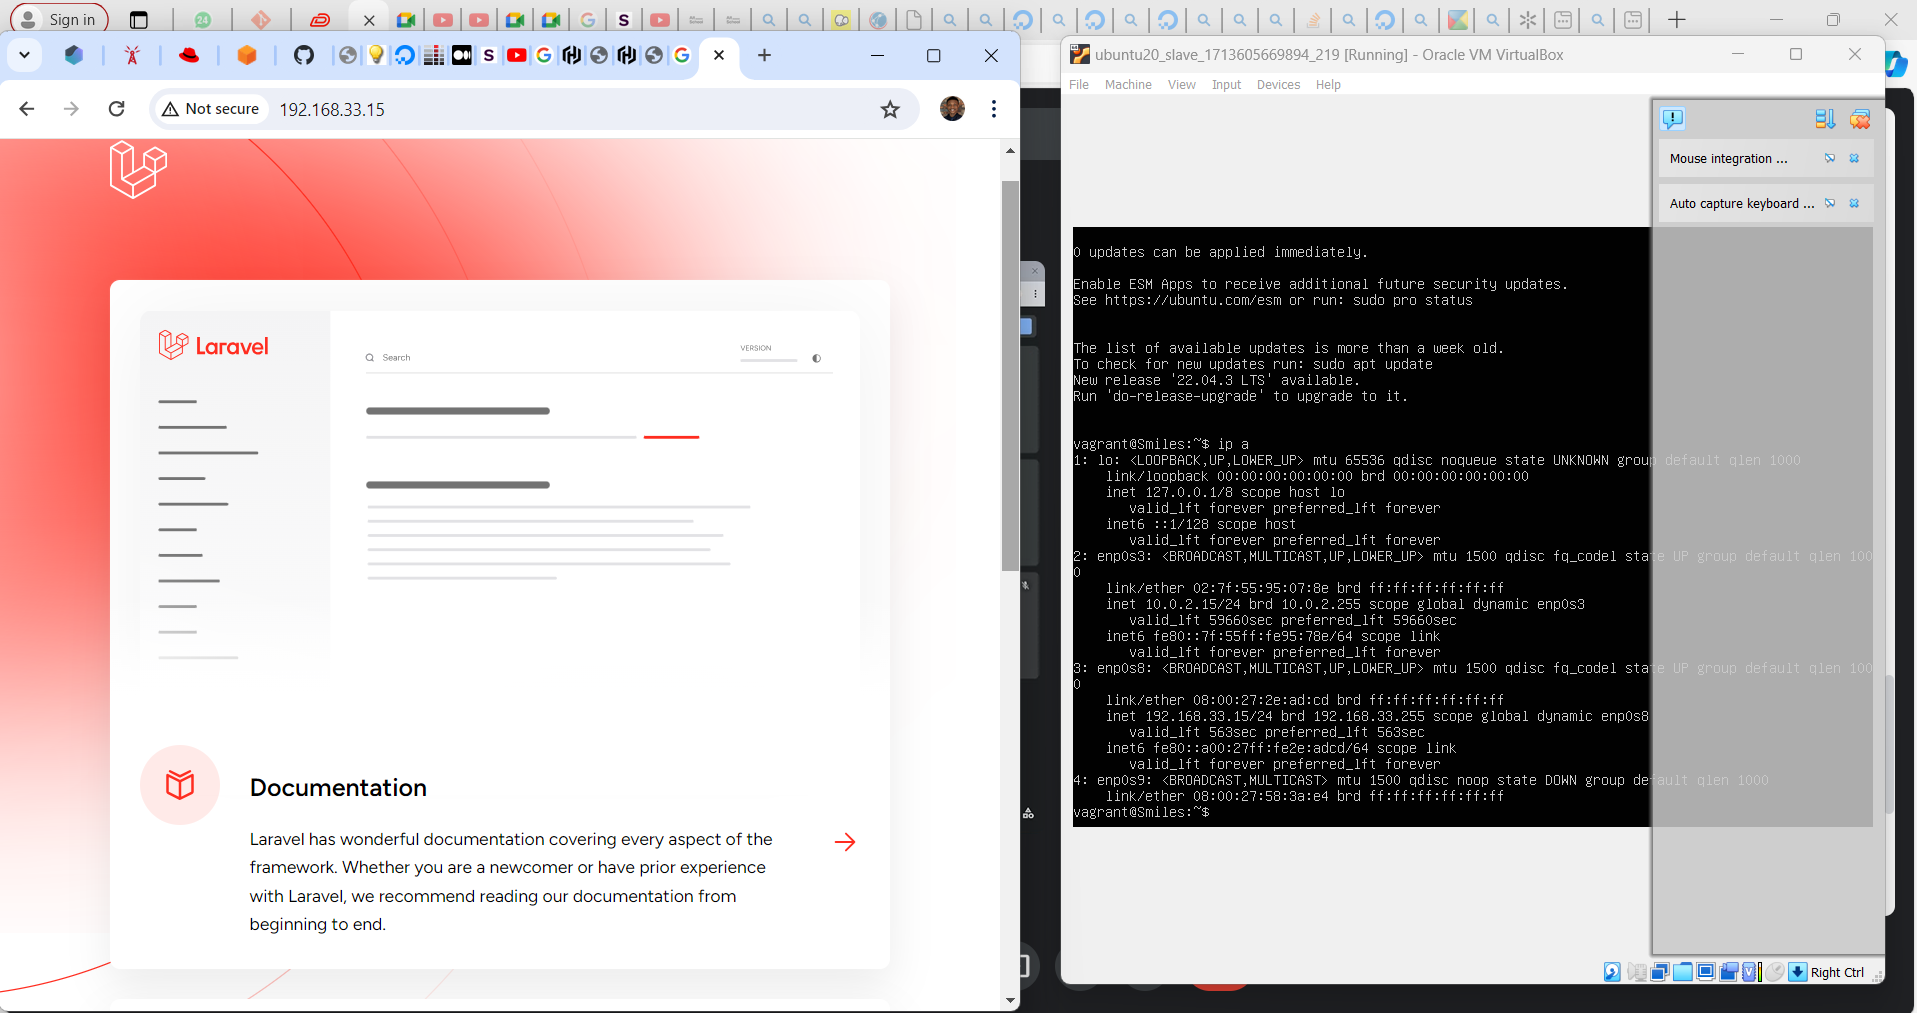 Sign in
24
Not secure
192.168.33.15
Laravel
Search
VERSION
Documentation
Laravel has wonderful documentation covering every aspect of the
framework. Whether you are a newcomer or have prior experience
with Laravel, we recommend reading our documentation from
beginning to end.
ubuntu20_slave_1713605669894_219 [Running] - Oracle VM VirtualBox
File Machine View Input Devices Help
Mouse integration ...
Auto capture keyboard ...
0 updates can be applied immediately.
Enable ESM Apps to receive additional future security updates.
See https://ubuntu.com/esm or run: sudo pro status
The list of available updates is more than a week old.
To check for new updates run: sudo apt update
New release '22.04.3 LTS' available.
Run 'do-release-upgrade' to upgrade to it.
vagrant@Smiles:~$ ip a
1: lo: <LOOPBACK,UP,LOWER_UP> mtu 65536 qdisc noqueue state UNKNOWN group default qlen 1000
link/loopback 00:00:00:00:00:00 brd 00:00:00:00:00:00
inet 127.0.0.1/8 scope host lo
valid_lft forever preferred_lft forever
inet6 ::1/128 scope host
valid_lft forever preferred_lft forever
2: enp0s3: <BROADCAST,MULTICAST,UP,LOWER_UP> mtu 1500 qdisc fq_codel state UP group default qlen 100
0
link/ether 02:7f:55:95:07:8e brd ff:ff:ff:ff:ff:ff
inet 10.0.2.15/24 brd 10.0.2.255 scope global dynamic enp0s3
valid_lft 59660sec preferred_lft 59660sec
inet6 fe80::7f:55ff:fe95:78e/64 scope link
valid_lft forever preferred_lft forever
3: enp0s8: <BROADCAST,MULTICAST,UP,LOWER_UP> mtu 1500 qdisc fq_codel state UP group default qlen 100
0
link/ether 08:00:27:2e:ad:cd brd ff:ff:ff:ff:ff:ff
inet 192.168.33.15/24 brd 192.168.33.255 scope global dynamic enp0s8
valid_lft 563sec preferred_lft 563sec
inet6 fe80::a00:27ff:fe2e:adcd/64 scope link
valid_lft forever preferred_lft forever
4: enp0s9: <BROADCAST,MULTICAST> mtu 1500 qdisc noop state DOWN group default qlen 1000
link/ether 08:00:27:58:3a:e4 brd ff:ff:ff:ff:ff:ff
vagrant@Smiles:~$
Right Ctrl